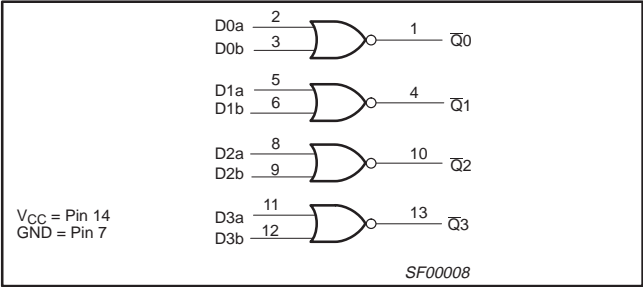 D0a 2
D0b 3
1 Q̅0
D1a 5
D1b 6
4 Q̅1
D2a 8
D2b 9
10 Q̅2
D3a 11
D3b 12
13 Q̅3
VCC = Pin 14
GND = Pin 7
SF00008